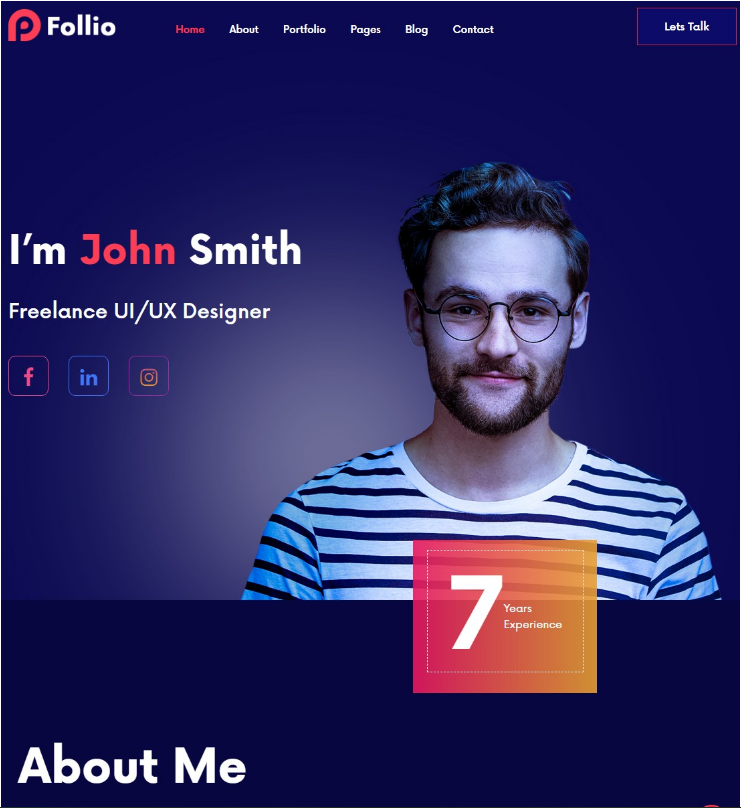 Follio
Home About Portfolio Pages Blog Contact
Lets Talk
I’m John Smith
Freelance UI/UX Designer
7
Years
Experience
About Me